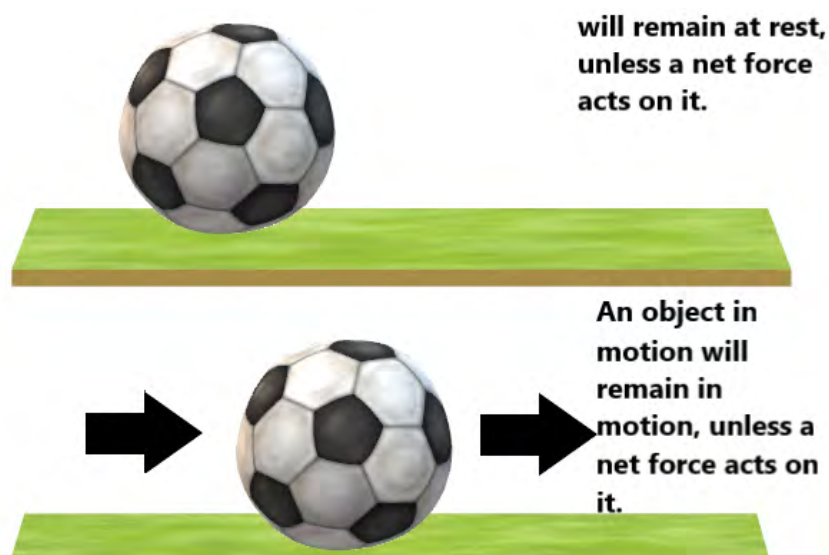 will remain at rest,
unless a net force
acts on it.
An object in
motion will
remain in
motion, unless a
net force acts on
it.